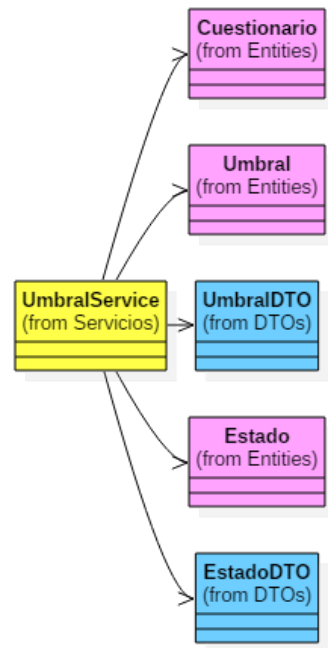 Cuestionario
(from Entities)
Umbral
(from Entities)
UmbralService
(from Servicios)
UmbralDTO
(from DTOs)
Estado
(from Entities)
EstadoDTO
(from DTOs)